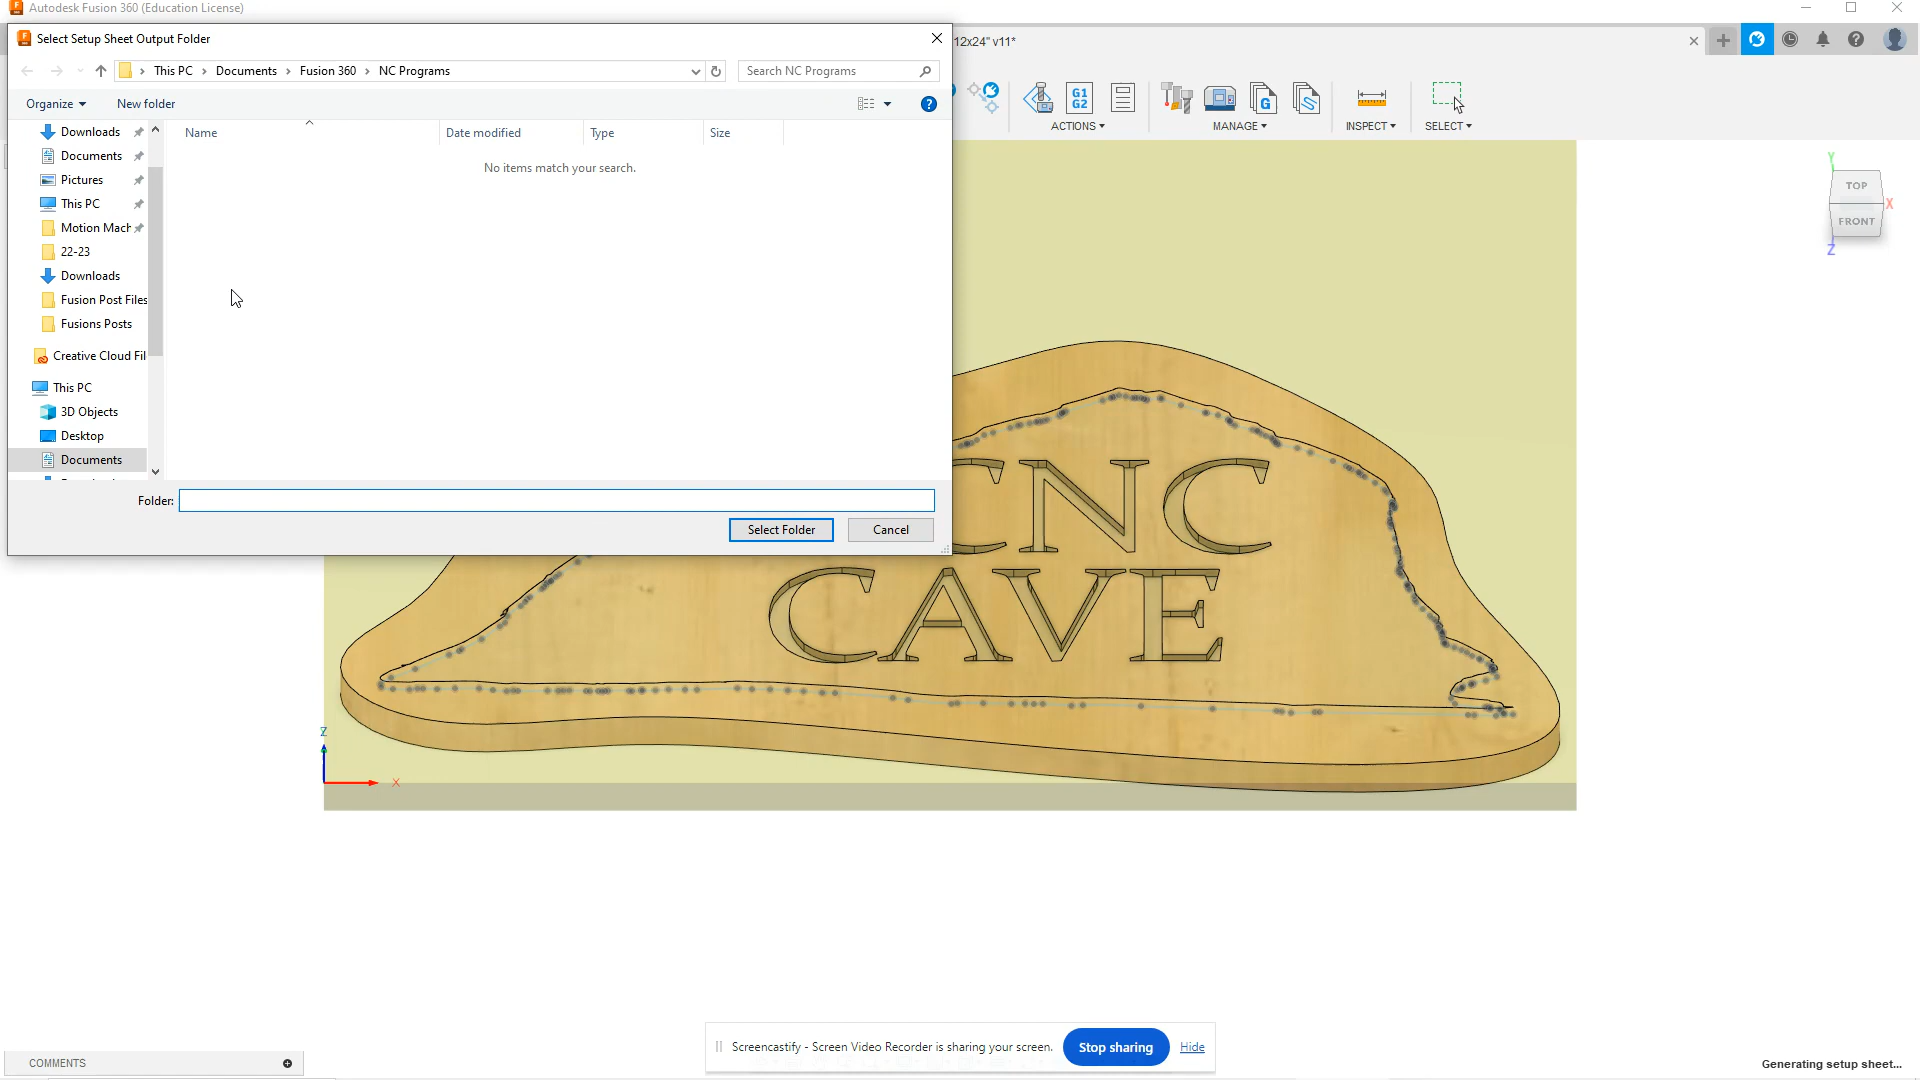 Autodesk Fusion 360 (Education License)
Select Setup Sheet Output Folder
12x24" v11*
This PC > Documents > Fusion 360 > NC Programs
Search NC Programs
Organize
New folder
G1
G2
G
ACTIONS
MANAGE
INSPECT
SELECT
Name
Date modified
Type
Size
No items match your search.
Downloads
Documents
Pictures
This PC
Motion Mach
22-23
Downloads
Fusion Post Files
Fusions Posts
Creative Cloud Fil
This PC
3D Objects
Desktop
Documents
Y
TOP
X
FRONT
Z
Folder:
Select Folder
Cancel
CNC
CAVE
Z
X
COMMENTS
Screencastify - Screen Video Recorder is sharing your screen.
Stop sharing
Hide
Generating setup sheet...